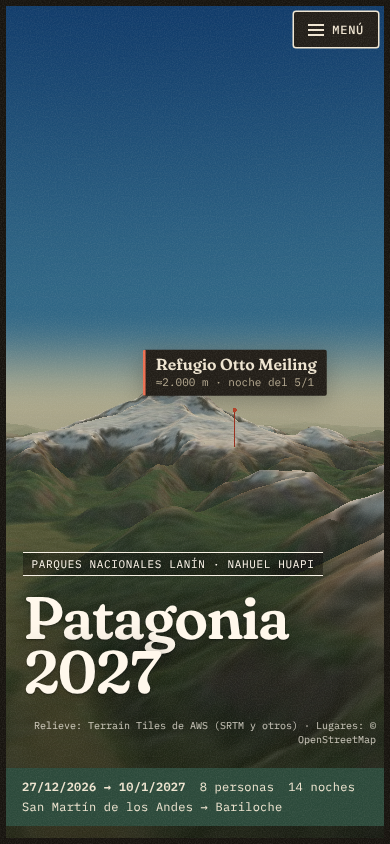 MENÚ
Refugio Otto Meiling
≈2.000 m · noche del 5/1
PARQUES NACIONALES LANÍN · NAHUEL HUAPI
Patagonia
2027
Relieve: Terrain Tiles de AWS (SRTM y otros) · Lugares: ©
OpenStreetMap
27/12/2026 → 10/1/2027 8 personas 14 noches
San Martín de los Andes → Bariloche